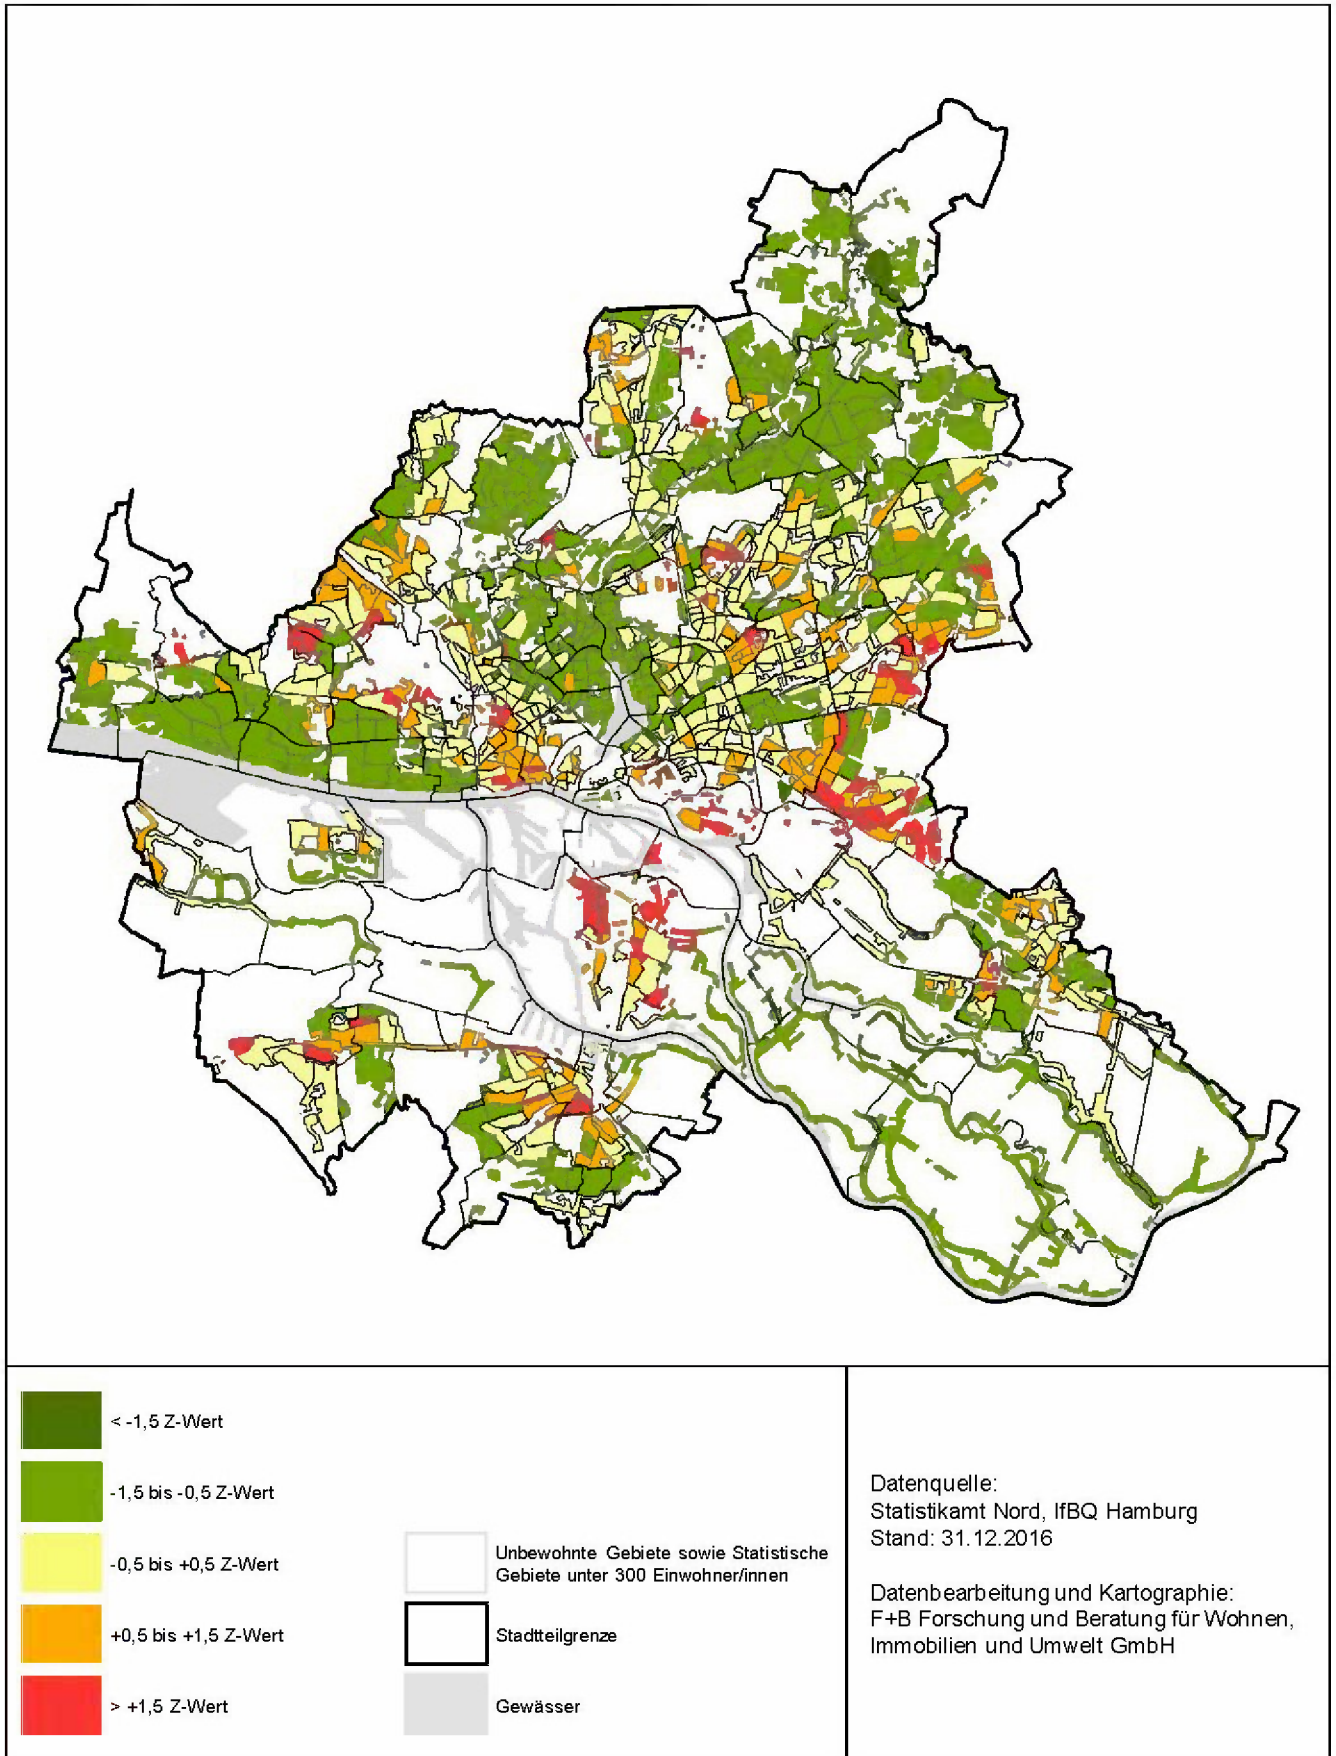 < -1,5 Z-Wert
-1,5 bis -0,5 Z-Wert
-0,5 bis +0,5 Z-Wert
+0,5 bis +1,5 Z-Wert
> +1,5 Z-Wert
Unbewohnte Gebiete sowie Statistische
Gebiete unter 300 Einwohner/innen
Stadtteilgrenze
Gewässer
Datenquelle:
Statistikamt Nord, IfBQ Hamburg
Stand: 31.12.2016
Datenbearbeitung und Kartographie:
F+B Forschung und Beratung für Wohnen,
Immobilien und Umwelt GmbH